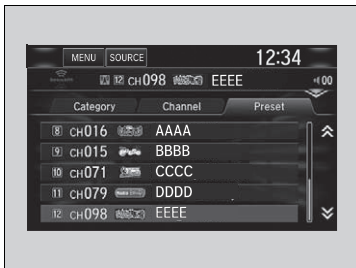 MENU SOURCE 12:34
12 CH098 EEEE 00
Category Channel Preset
8 CH016 AAAA
9 CH015 BBBB
10 CH071 CCCC
11 CH079 DDDD
12 CH098 EEEE